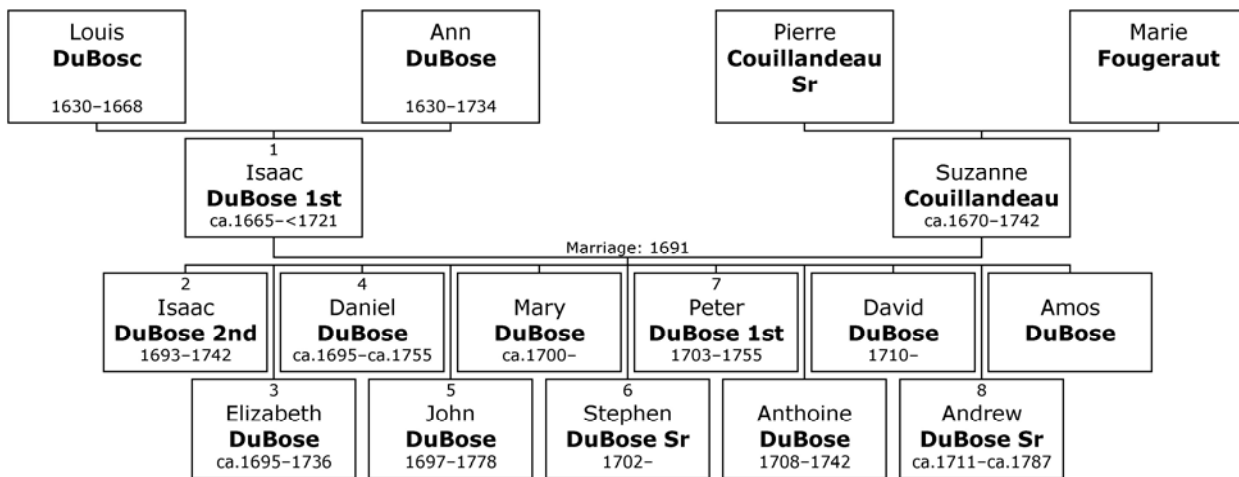 Louis
DuBosc
1630–1668
Ann
DuBose
1630–1734
Pierre
Couillandeau
Sr
Marie
Fougeraut
1
Isaac
DuBose 1st
ca.1665–<1721
Suzanne
Couillandeau
ca.1670–1742
Marriage: 1691
2
Isaac
DuBose 2nd
1693–1742
4
Daniel
DuBose
ca.1695–ca.1755
Mary
DuBose
ca.1700–
7
Peter
DuBose 1st
1703–1755
David
DuBose
1710–
Amos
DuBose
3
Elizabeth
DuBose
ca.1695–1736
5
John
DuBose
1697–1778
6
Stephen
DuBose Sr
1702–
Anthoine
DuBose
1708–1742
8
Andrew
DuBose Sr
ca.1711–ca.1787